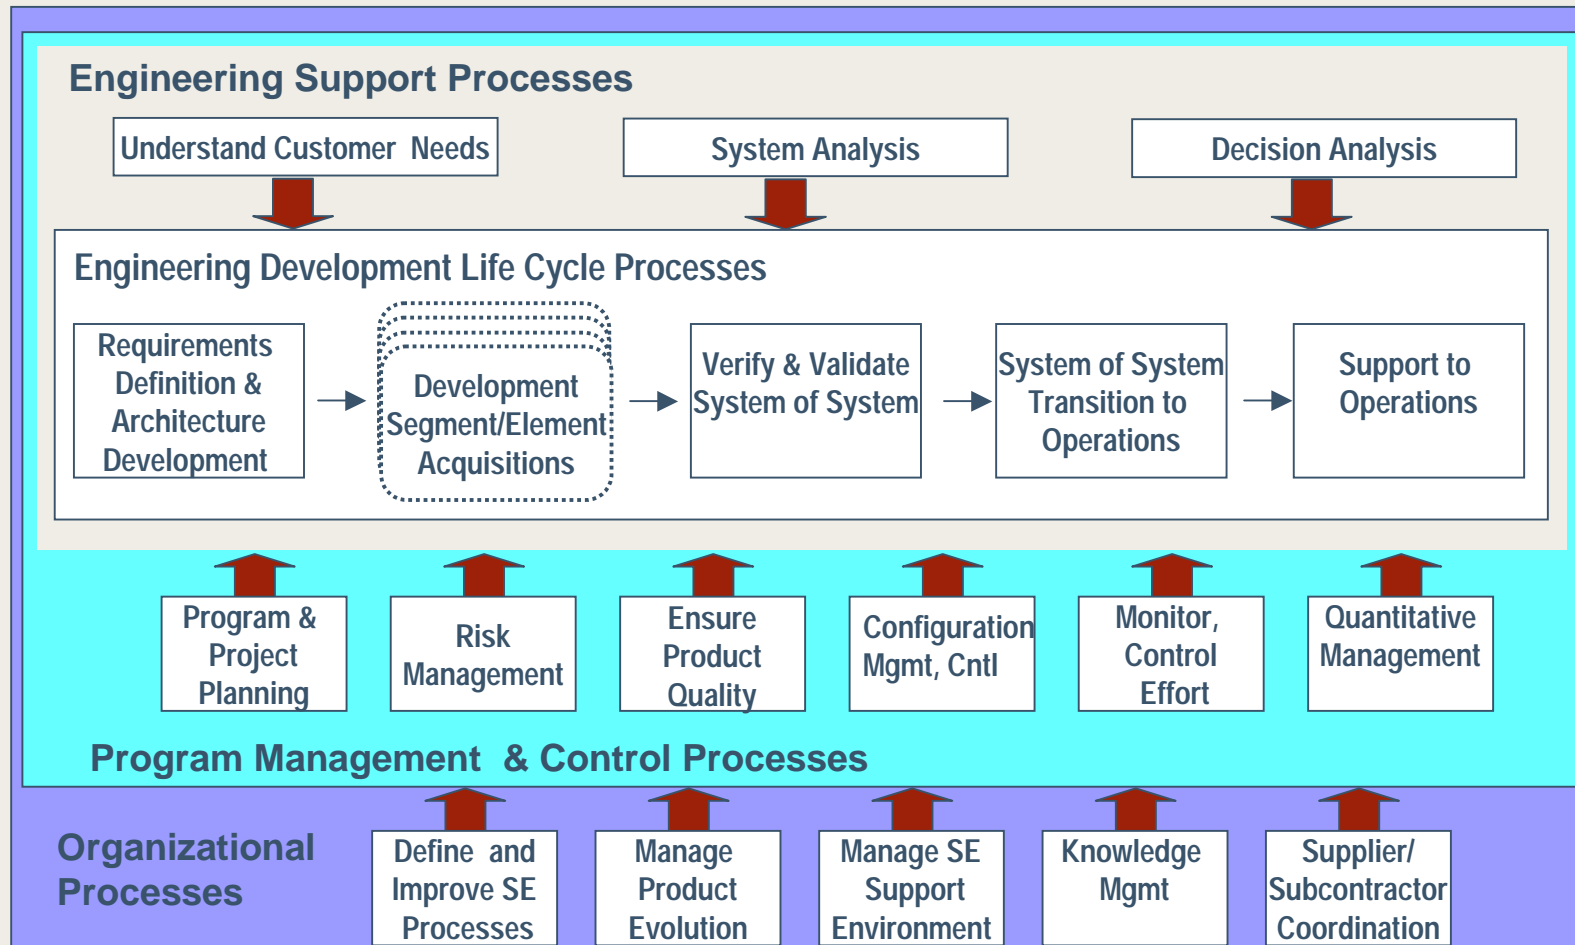 Engineering Support Processes
Understand Customer Needs
System Analysis
Decision Analysis
Engineering Development Life Cycle Processes
Requirements
Definition &
Architecture
Development
Development
Segment/Element
Acquisitions
Verify & Validate
System of System
System of System
Transition to
Operations
Support to
Operations
Program &
Project
Planning
Risk
Management
Ensure
Product
Quality
Configuration
Mgmt, Cntl
Monitor,
Control
Effort
Quantitative
Management
Program Management & Control Processes
Organizational
Processes
Define and
Improve SE
Processes
Manage
Product
Evolution
Manage SE
Support
Environment
Knowledge
Mgmt
Supplier/
Subcontractor
Coordination